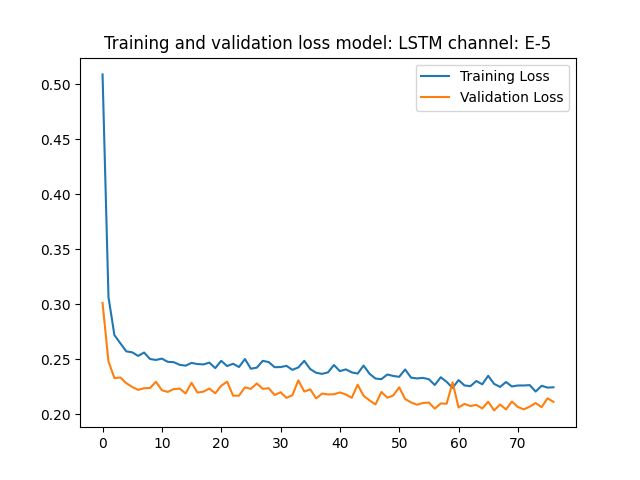 Training and validation loss model: LSTM channel: E-5
Training Loss
Validation Loss
0.50
0.45
0.40
0.35
0.30
0.25
0.20
0 10 20 30 40 50 60 70